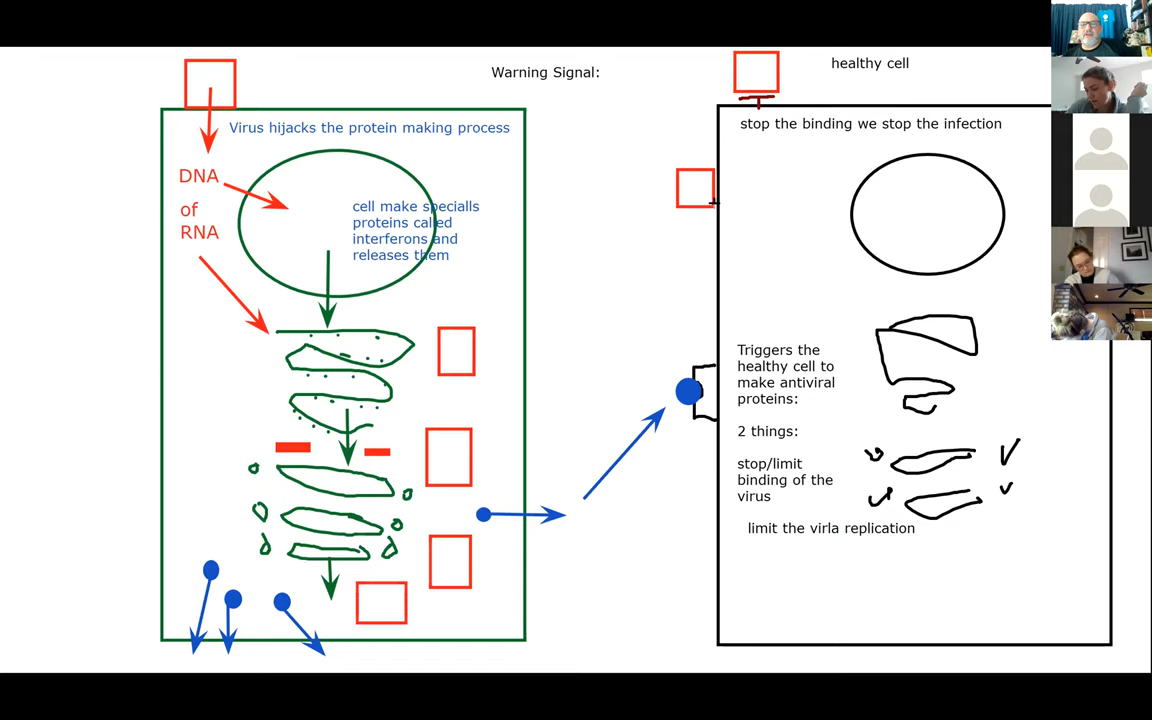 Warning Signal:
healthy cell
Virus hijacks the protein making process
DNA
of
RNA
cell make specialls
proteins called
interferons and
releases them
stop the binding we stop the infection
Triggers the
healthy cell to
make antiviral
proteins:
2 things:
stop/limit
binding of the
virus
limit the virla replication